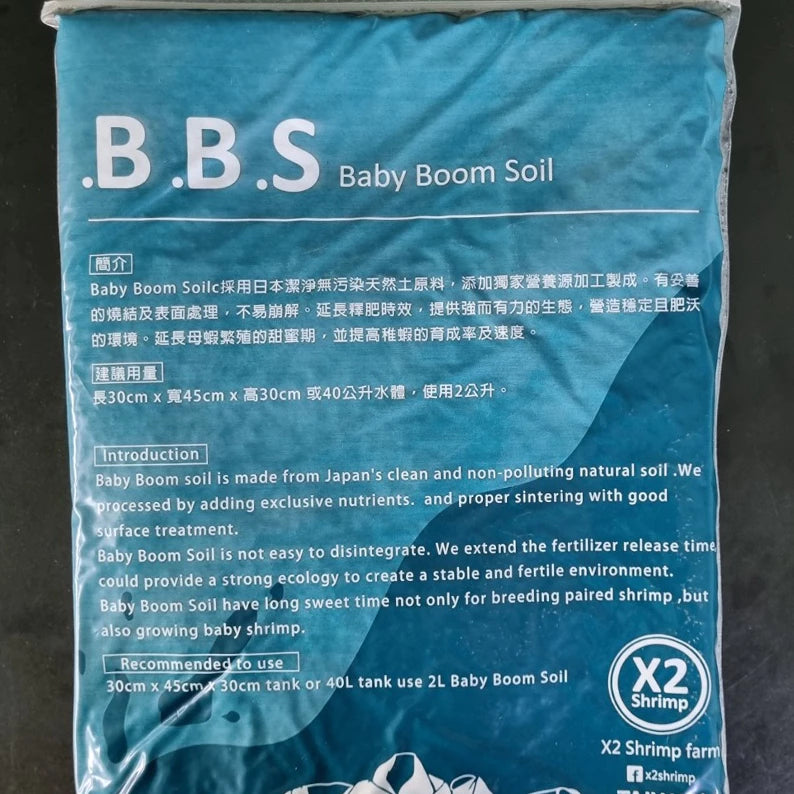 .B.B.S Baby Boom Soil
簡介
Baby Boom Soilc採用日本潔淨無污染天然土原料，添加獨家營養源加工製成。有妥善
的燒結及表面處理，不易崩解。延長釋肥時效，提供強而有力的生態，營造穩定且肥沃
的環境。延長母蝦繁殖的甜蜜期，並提高稚蝦的育成率及速度。
建議用量
長30cm x 寬45cm x 高30cm 或40公升水體，使用2公升。
Introduction
Baby Boom soil is made from Japan's clean and non-polluting natural soil .We
processed by adding exclusive nutrients. and proper sintering with good
surface treatment.
Baby Boom Soil is not easy to disintegrate. We extend the fertilizer release time
could provide a strong ecology to create a stable and fertile environment.
Baby Boom Soil have long sweet time not only for breeding paired shrimp ,but
also growing baby shrimp.
Recommended to use
30cm x 45cm x 30cm tank or 40L tank use 2L Baby Boom Soil
X2
Shrimp
X2 Shrimp farm
x2shrimp